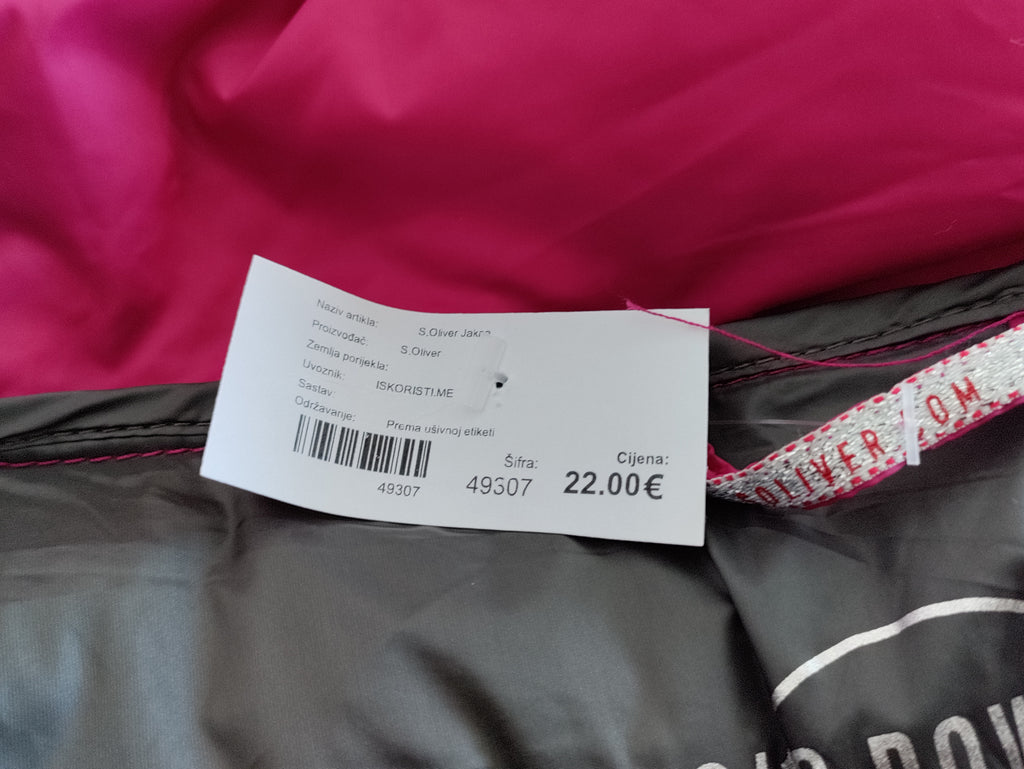 Naziv artikla: S,Oliver Jakna
Proizvođač: S.Oliver
Zemlja porijekla:
Uvoznik: ISKORISTI.ME
Sastav:
Održavanje: Prema ušivnoj etiketi
49307
Šifra:
49307
Cijena:
22.00€
OLIVER
OM